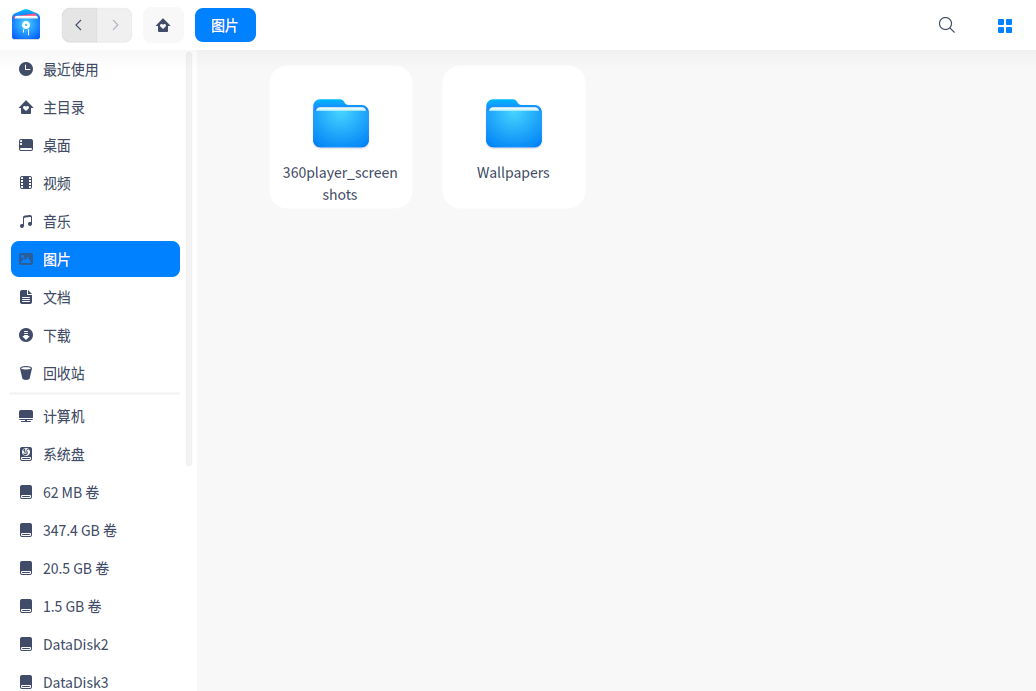 图片
最近使用
主目录
桌面
视频
音乐
图片
文档
下载
回收站
计算机
系统盘
62 MB 卷
347.4 GB 卷
20.5 GB 卷
1.5 GB 卷
DataDisk2
DataDisk3
360player_screen
shots
Wallpapers